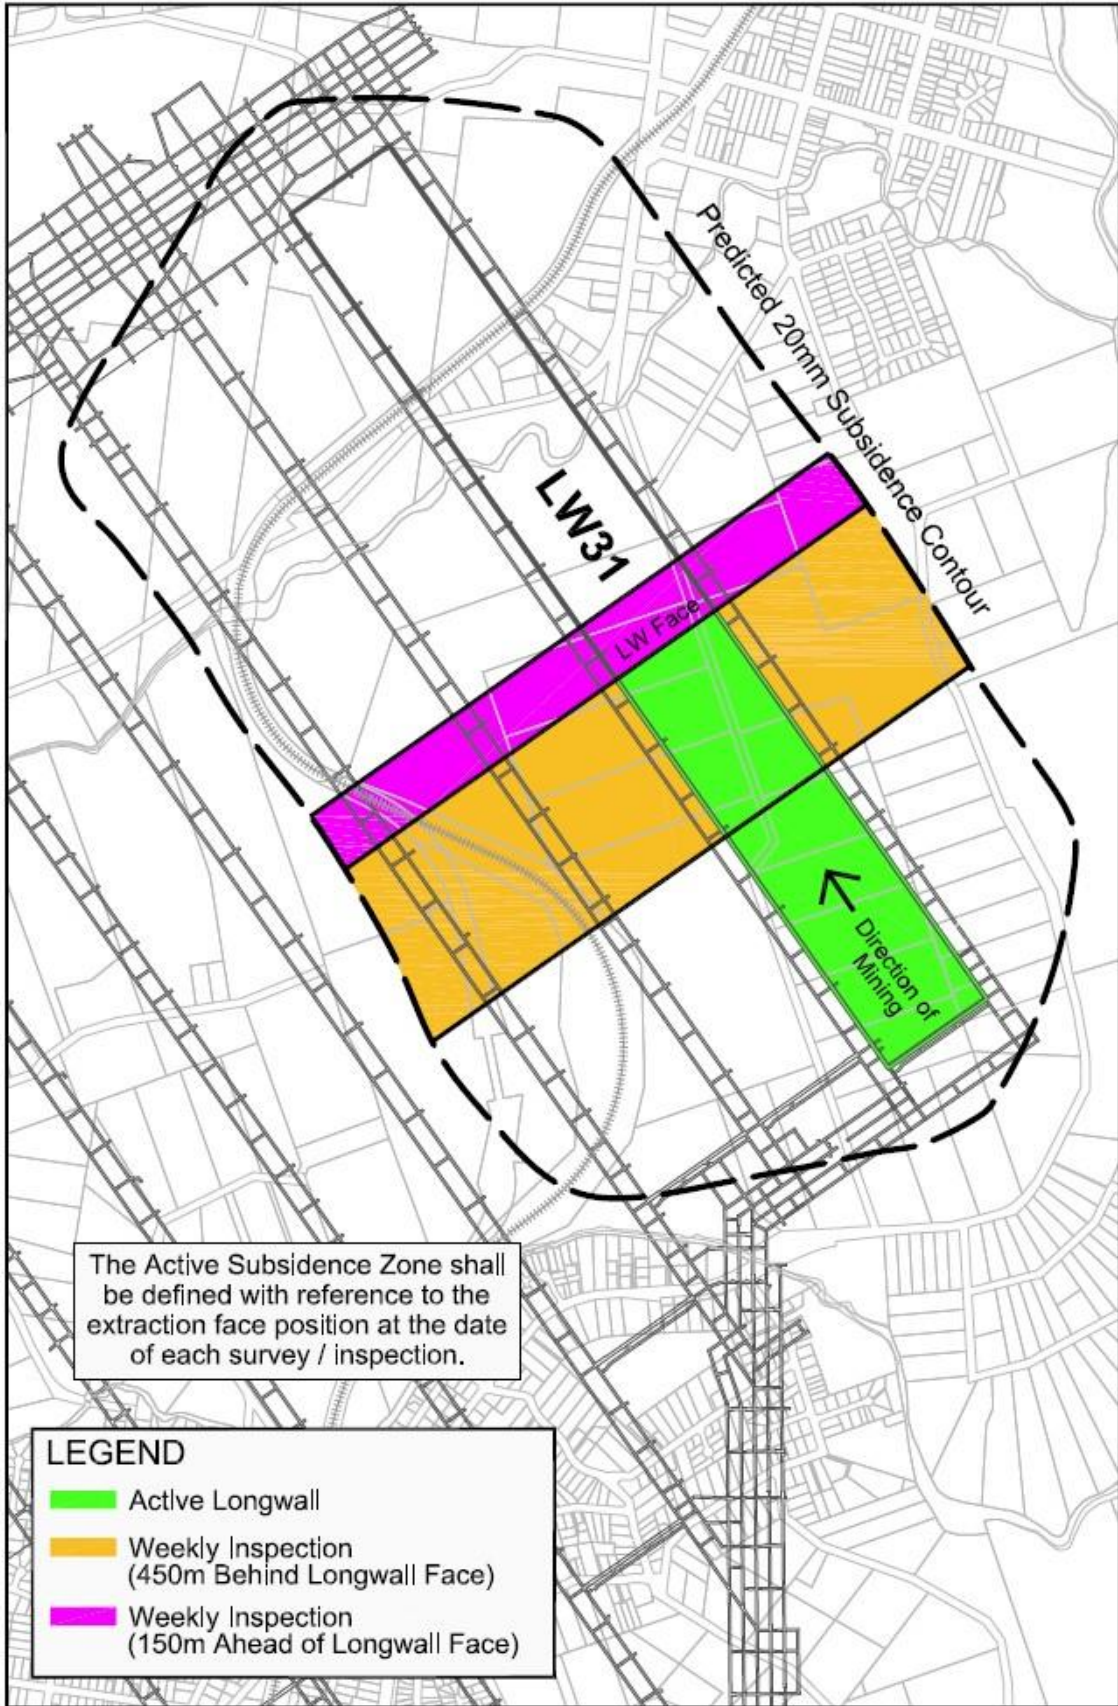 Predicted 20mm Subsidence Contour
LW31
LW Face
Direction of
Mining
The Active Subsidence Zone shall
be defined with reference to the
extraction face position at the date
of each survey / inspection.
LEGEND
Active Longwall
Weekly Inspection
(450m Behind Longwall Face)
Weekly Inspection
(150m Ahead of Longwall Face)